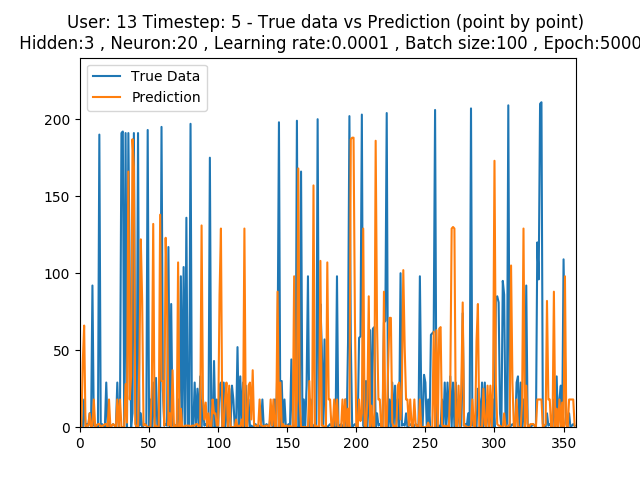 User: 13 Timestep: 5 - True data vs Prediction (point by point)
Hidden:3 , Neuron:20 , Learning rate:0.0001 , Batch size:100 , Epoch:5000
True Data
Prediction
200
150
100
50
0
0 50 100 150 200 250 300 350